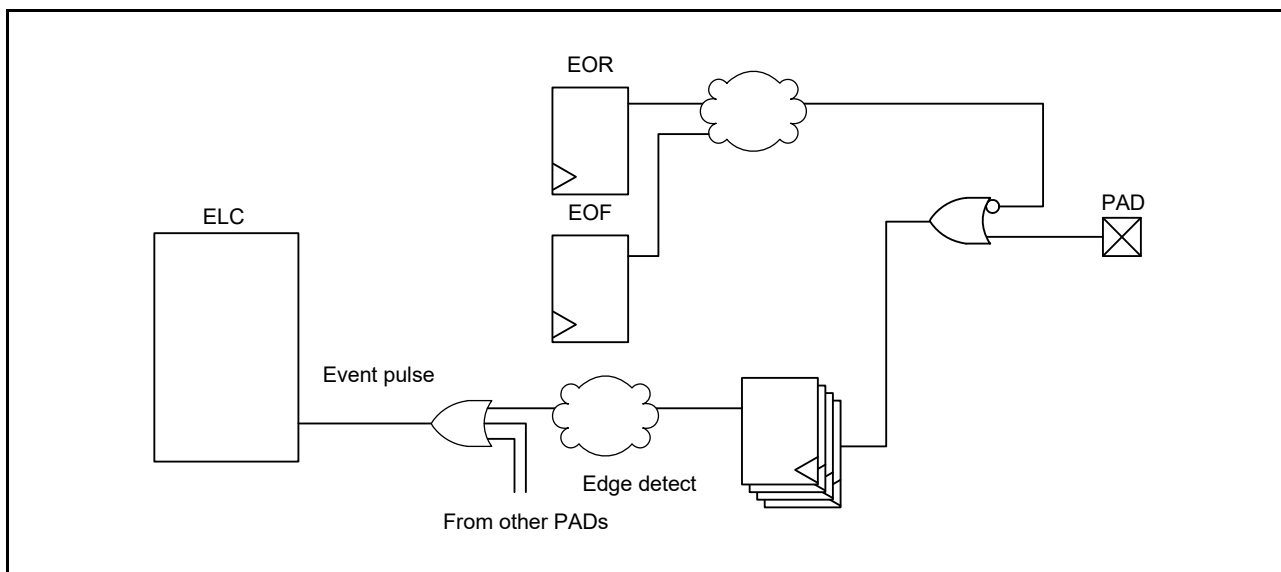 EOR
PAD
ELC
EOF
Event pulse
Edge detect
From other PADs